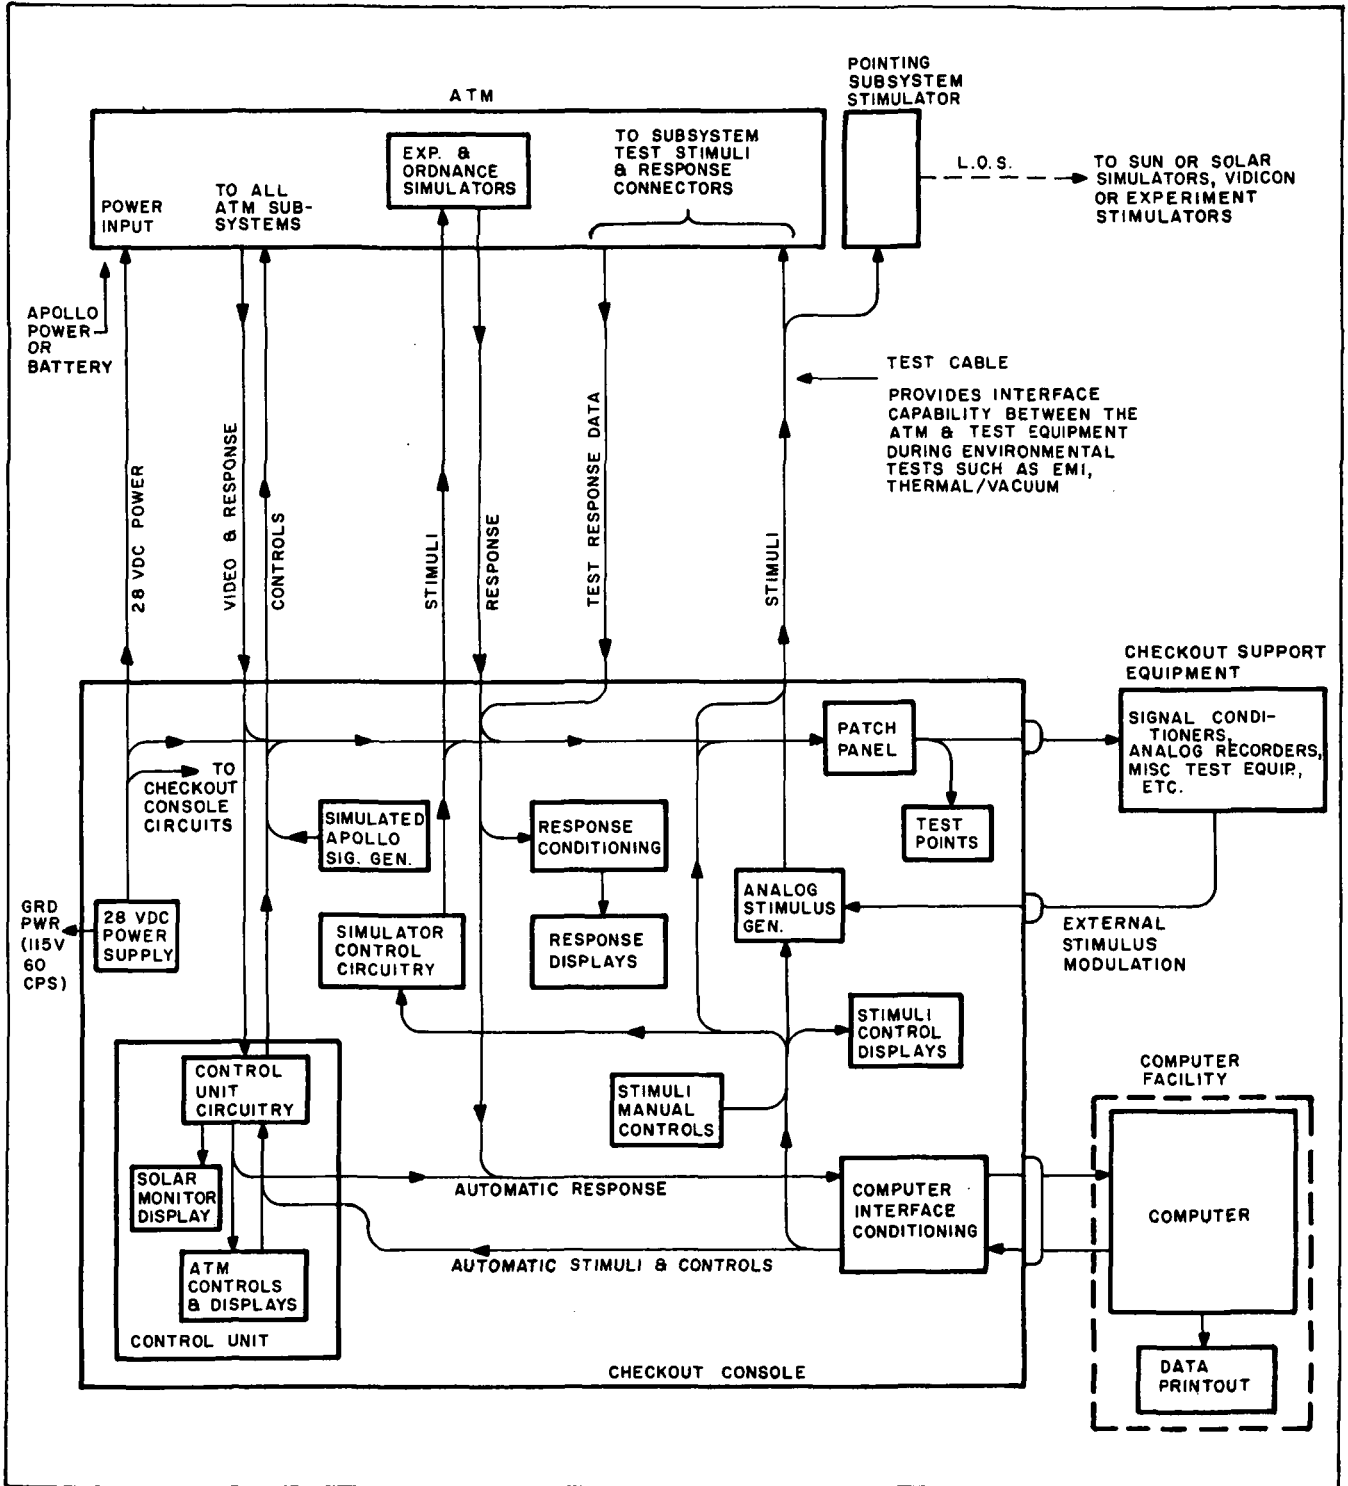 ATM
POINTING
SUBSYSTEM
STIMULATOR
POWER
INPUT
TO ALL
ATM SUB-
SYSTEMS
EXP. &
ORDNANCE
SIMULATORS
TO SUBSYSTEM
TEST STIMULI
& RESPONSE
CONNECTORS
L.O.S.
TO SUN OR SOLAR
SIMULATORS, VIDICON
OR EXPERIMENT
STIMULATORS
APOLLO
POWER
OR
BATTERY
28 VDC POWER
VIDEO & RESPONSE
CONTROLS
STIMULI
RESPONSE
TEST RESPONSE DATA
STIMULI
TEST CABLE
PROVIDES INTERFACE
CAPABILITY BETWEEN THE
ATM & TEST EQUIPMENT
DURING ENVIRONMENTAL
TESTS SUCH AS EMI,
THERMAL/VACUUM
CHECKOUT SUPPORT
EQUIPMENT
SIGNAL CONDI-
TIONERS,
ANALOG RECORDERS,
MISC TEST EQUIP.,
ETC.
PATCH
PANEL
TEST
POINTS
TO
CHECKOUT
CONSOLE
CIRCUITS
SIMULATED
APOLLO
SIG. GEN.
RESPONSE
CONDITIONING
ANALOG
STIMULUS
GEN.
GRD
PWR
(115V
60
CPS)
28 VDC
POWER
SUPPLY
SIMULATOR
CONTROL
CIRCUITRY
RESPONSE
DISPLAYS
EXTERNAL
STIMULUS
MODULATION
STIMULI
CONTROL
DISPLAYS
CONTROL
UNIT
CIRCUITRY
STIMULI
MANUAL
CONTROLS
COMPUTER
FACILITY
SOLAR
MONITOR
DISPLAY
AUTOMATIC RESPONSE
COMPUTER
INTERFACE
CONDITIONING
COMPUTER
ATM
CONTROLS
& DISPLAYS
AUTOMATIC STIMULI & CONTROLS
CONTROL UNIT
CHECKOUT CONSOLE
DATA
PRINTOUT